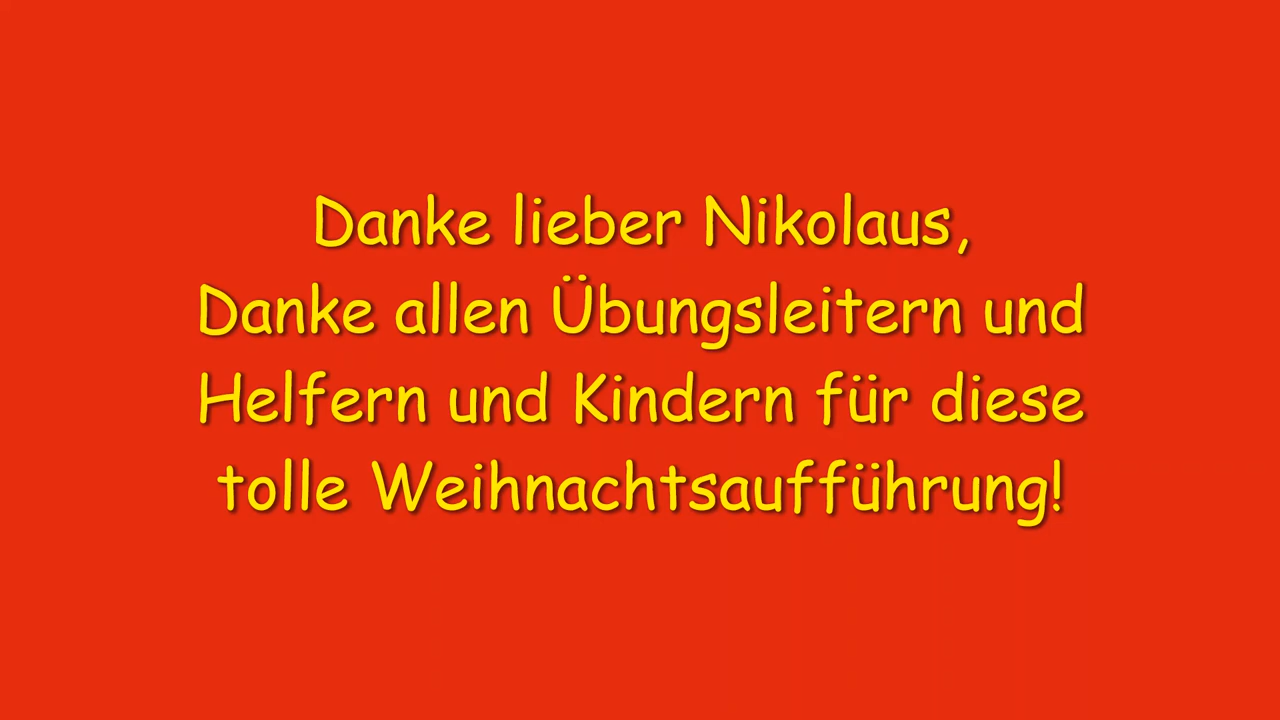 Danke lieber Nikolaus,
Danke allen Übungsleitern und
Helfern und Kindern für diese
tolle Weihnachtsaufführung!